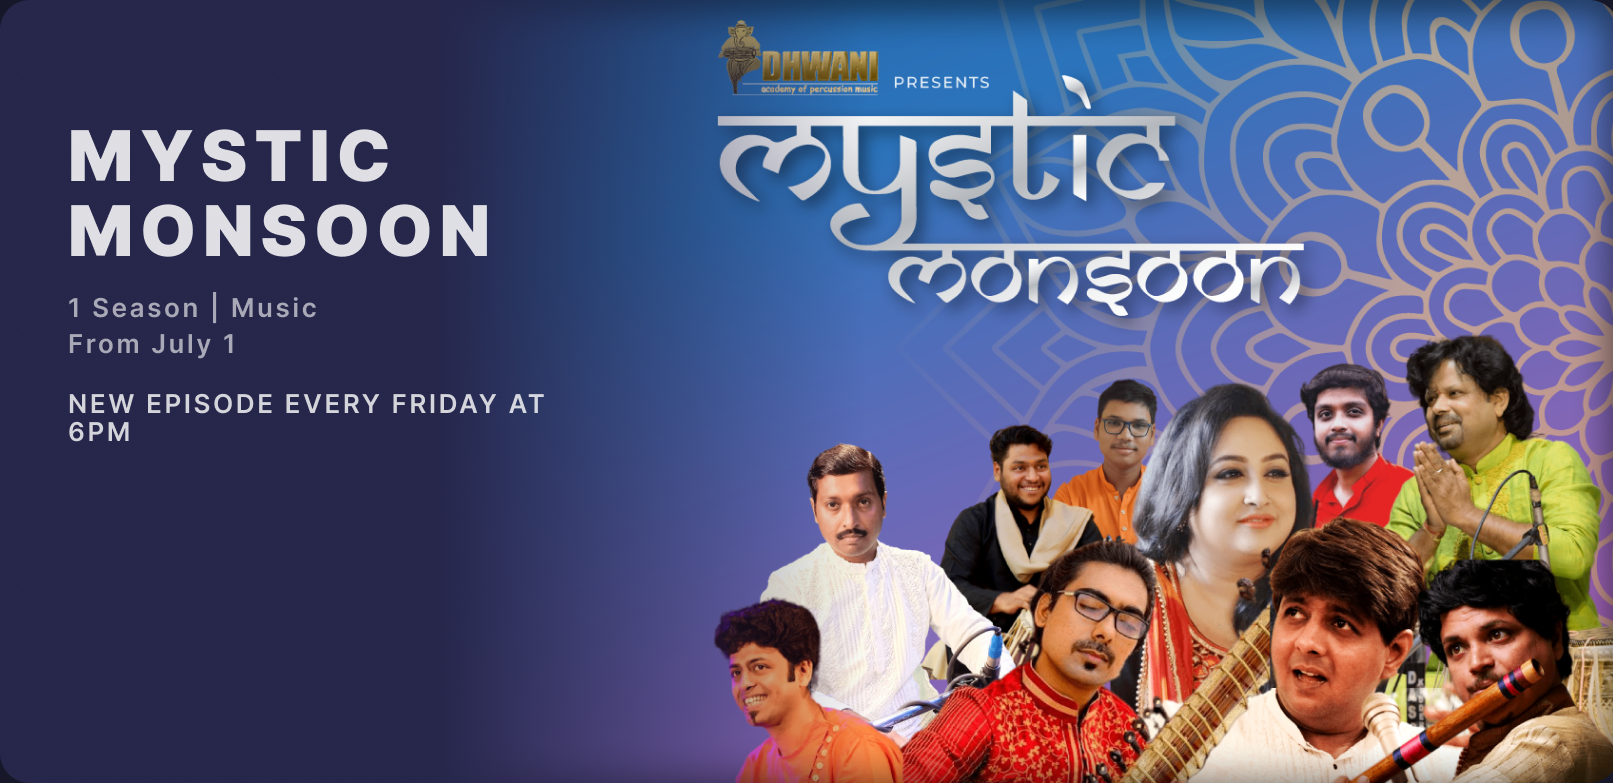 MYSTIC
MONSOON
1 Season | Music
From July 1
NEW EPISODE EVERY FRIDAY AT
6PM
DHWANI
academy of percussion music
PRESENTS
mystic
monsoon